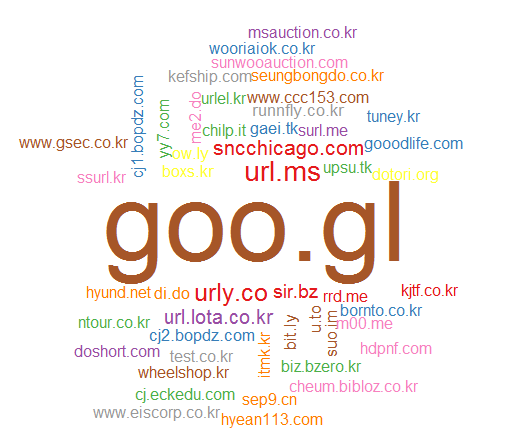 msauction.co.kr
wooriaiok.co.kr
sunwooauction.com
kefship.com
seungbongdo.co.kr
cj1.bopdz.com
yy7.com
me2.do
urlel.kr
www.ccc153.com
runnfly.co.kr
tuney.kr
chilp.it
gaei.tk
surl.me
www.gsec.co.kr
ow.ly
sncchicago.com
gooodlife.com
ssurl.kr
boxs.kr
url.ms
upsu.tk
dotori.org
goo.gl
hyund.net
di.do
urly.co
sir.bz
rrd.me
kjtf.co.kr
ntour.co.kr
url.lota.co.kr
bit.ly
u.to
suo.im
bornto.co.kr
m00.me
cj2.bopdz.com
doshort.com
test.co.kr
itmk.kr
hdpnf.com
wheelshop.kr
biz.bzero.kr
cj.eckedu.com
cheum.bibloz.co.kr
sep9.cn
www.eiscorp.co.kr
hyean113.com